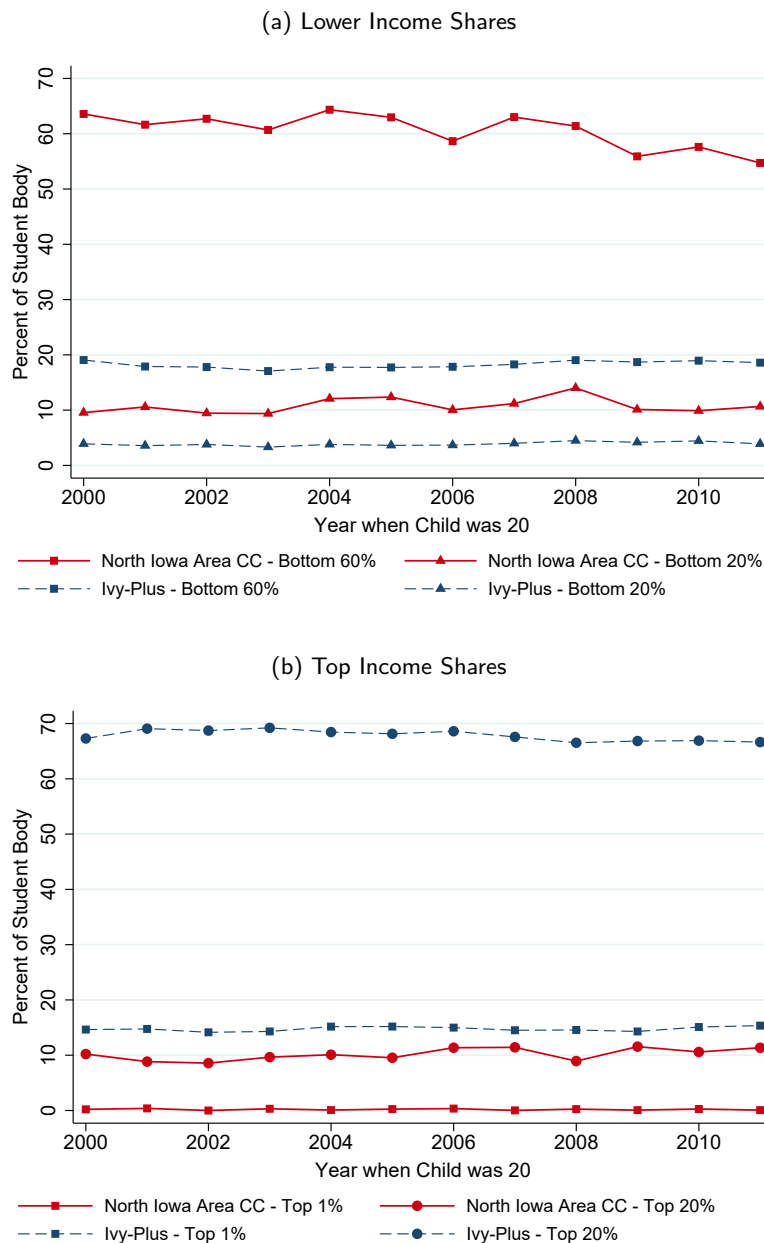 (a) Lower Income Shares
70
60
50
40
30
20
10
0
Percent of Student Body
2000 2002 2004 2006 2008 2010
Year when Child was 20
North Iowa Area CC - Bottom 60% North Iowa Area CC - Bottom 20%
Ivy-Plus - Bottom 60% Ivy-Plus - Bottom 20%
(b) Top Income Shares
70
60
50
40
30
20
10
0
Percent of Student Body
2000 2002 2004 2006 2008 2010
Year when Child was 20
North Iowa Area CC - Top 1% North Iowa Area CC - Top 20%
Ivy-Plus - Top 1% Ivy-Plus - Top 20%